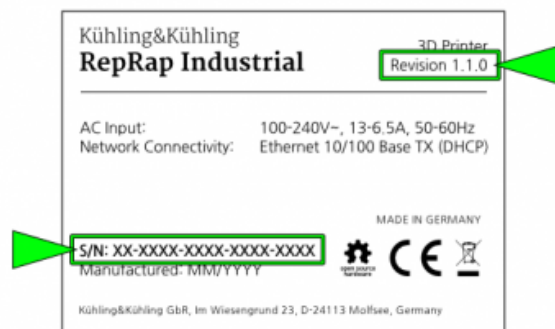 Kühling&Kühling
3D Printer
RepRap Industrial
Revision 1.1.0
AC Input: 100-240V~, 13-6.5A, 50-60Hz
Network Connectivity: Ethernet 10/100 Base TX (DHCP)
MADE IN GERMANY
S/N: XX-XXXX-XXXX-XXXX-XXXX
Manufactured: MM/YYYY
open source
hardware
CE
Kühling&Kühling GbR, Im Wiesengrund 23, D-24113 Molfsee, Germany